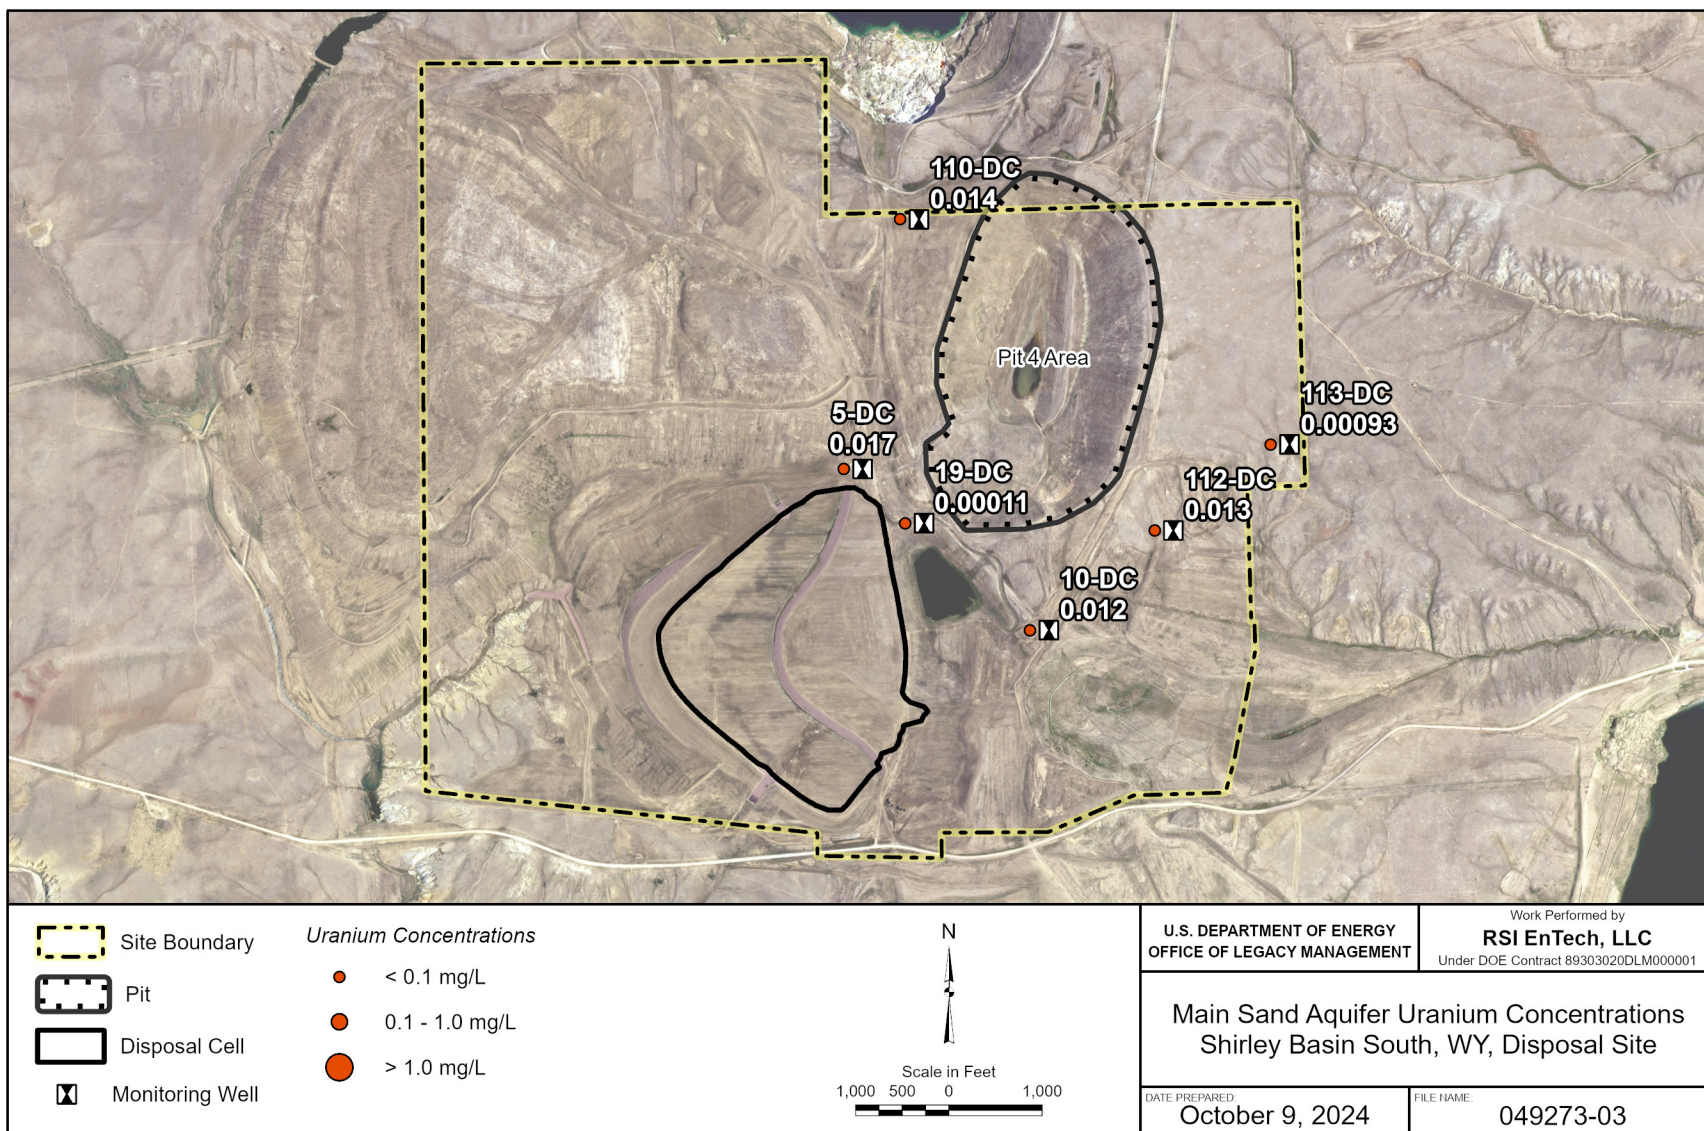 110-DC
0.014
Pit 4 Area
113-DC
0.00093
5-DC
0.017
19-DC
0.00011
112-DC
0.013
10-DC
0.012
Site Boundary
Pit
Disposal Cell
Monitoring Well
Uranium Concentrations
< 0.1 mg/L
0.1 - 1.0 mg/L
> 1.0 mg/L
N
Scale in Feet
1,000 500 0 1,000
U.S. DEPARTMENT OF ENERGY
OFFICE OF LEGACY MANAGEMENT
Work Performed by
RSI EnTech, LLC
Under DOE Contract 89303020DLM000001
Main Sand Aquifer Uranium Concentrations
Shirley Basin South, WY, Disposal Site
DATE PREPARED:
October 9, 2024
FILE NAME:
049273-03